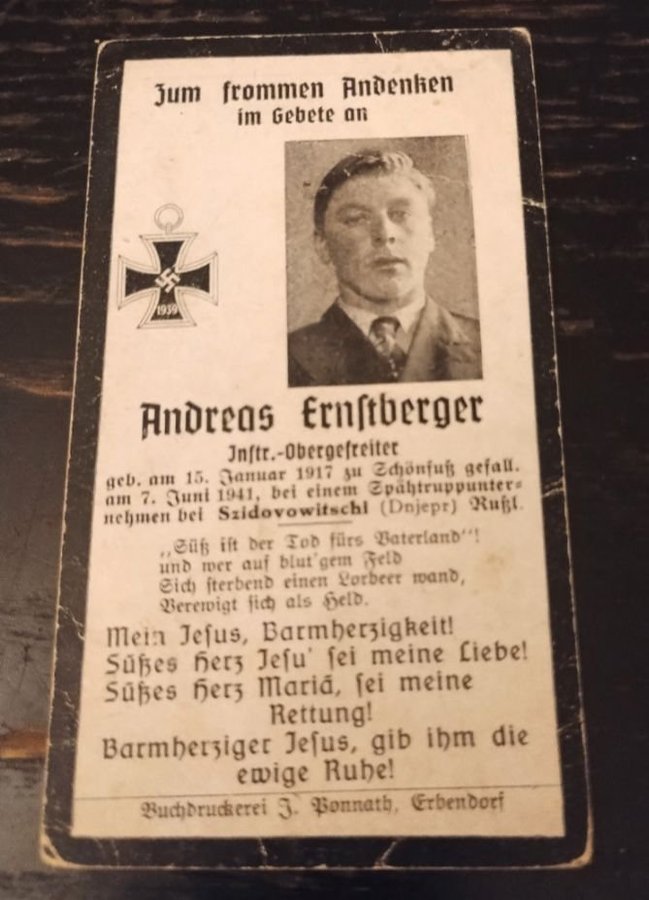 Zum frommen Andenken
im Gebete an
1939
Andreas Ernstberger
Inftr.-Obergefreiter
geb. am 15. Januar 1917 zu Schönfuß gefall.
am 7. Juni 1941, bei einem Spähtruppunter-
nehmen bei Szidovowitschl (Dnjepr) Rußl.
„Süß ist der Tod fürs Vaterland"!
und wer auf blut'gem Feld
Sich sterbend einen Lorbeer wand,
Verewigt sich als Held.
Mein Jesus, Barmherzigkeit!
Süßes Herz Jesu' sei meine Liebe!
Süßes Herz Mariä, sei meine
Rettung!
Barmherziger Jesus, gib ihm die
ewige Ruhe!
Buchdruckerei J. Ponnath, Erbendorf